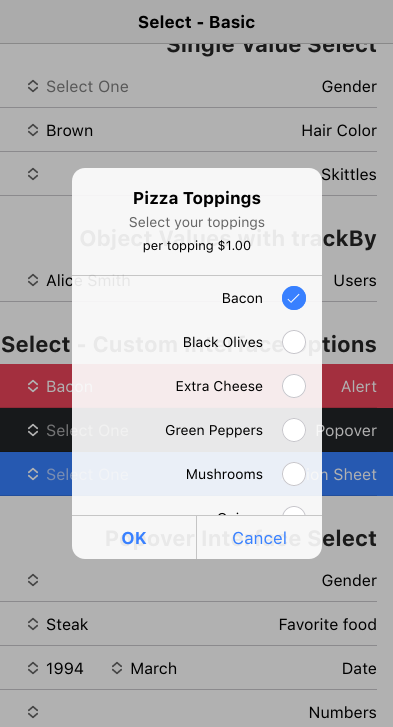 Select - Basic
Single Value Select
Select One Gender
Brown Hair Color
Skittles
Pizza Toppings
Select your toppings
per topping $1.00
Object Values with trackBy
Alice Smith Users
Bacon
Black Olives
Select - Custom Interface Options
Bacon Alert
Extra Cheese
Select One Popover
Green Peppers
Select One on Sheet
Mushrooms
OK Cancel
Popover Interface Select
Gender
Steak Favorite food
1994 March Date
Numbers